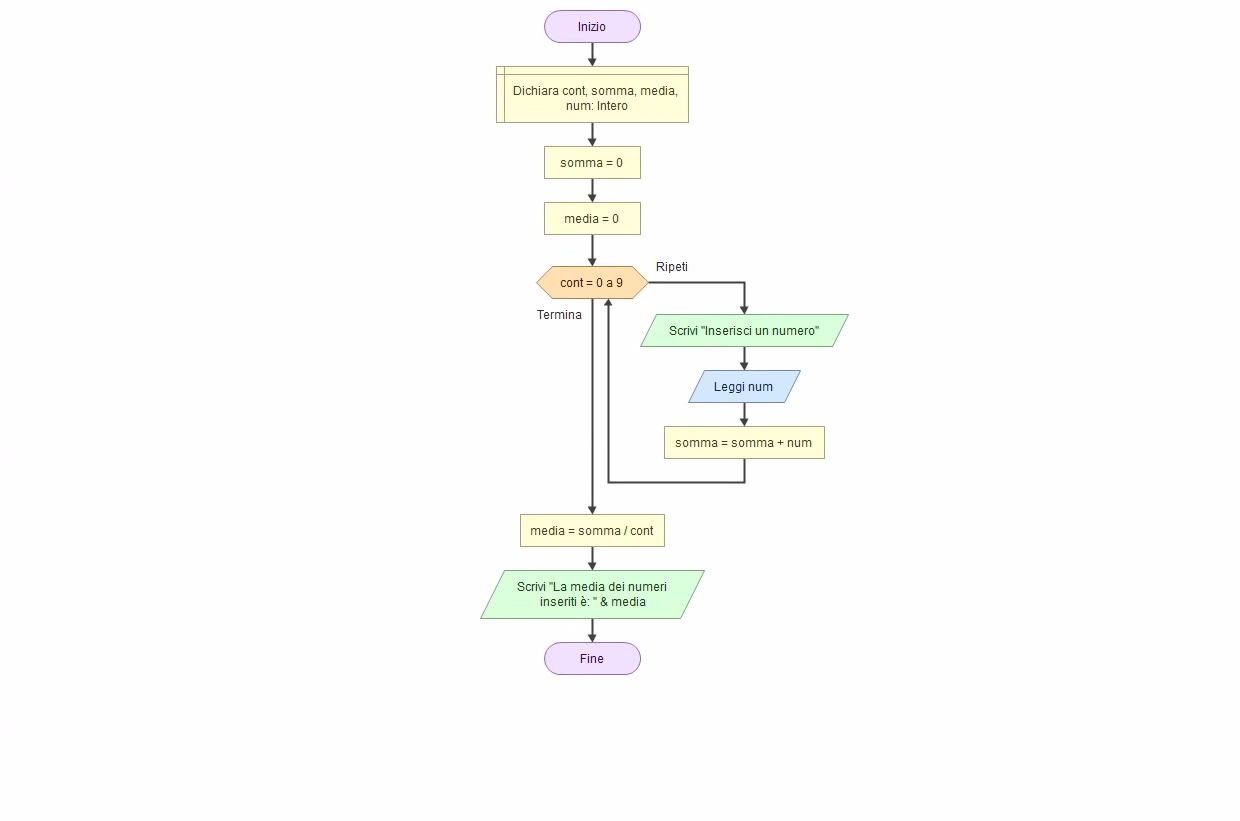 Inizio
Dichiara cont, somma, media,
num: Intero
somma = 0
media = 0
cont = 0 a 9
Ripeti
Termina
Scrivi "Inserisci un numero"
Leggi num
somma = somma + num
media = somma / cont
Scrivi "La media dei numeri
inseriti è: " & media
Fine